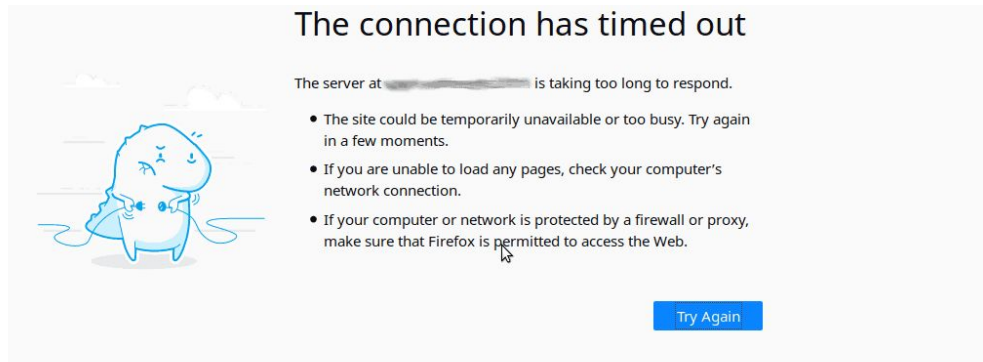 The connection has timed out
The server at is taking too long to respond.
• The site could be temporarily unavailable or too busy. Try again
in a few moments.
• If you are unable to load any pages, check your computer’s
network connection.
• If your computer or network is protected by a firewall or proxy,
make sure that Firefox is permitted to access the Web.
Try Again